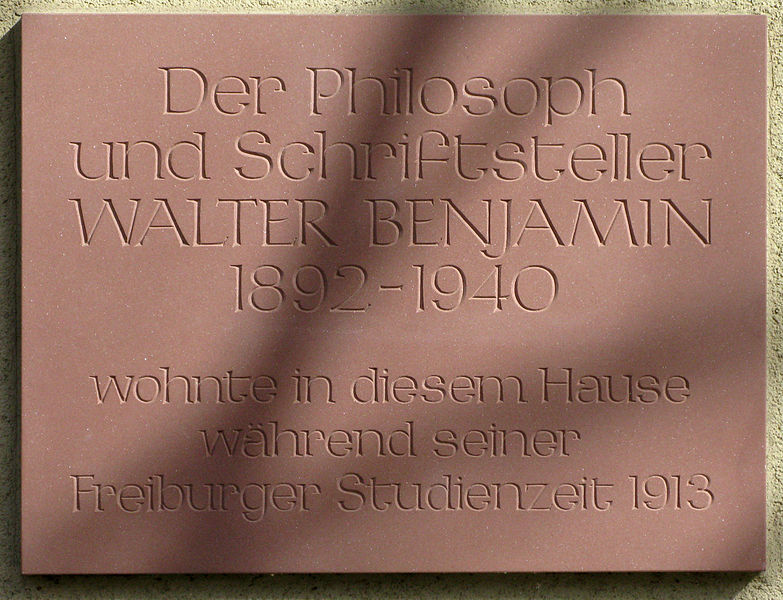 Der Philosoph
und Schriftsteller
WALTER BENJAMIN
1892-1940
wohnte in diesem Hause
während seiner
Freiburger Studienzeit 1913